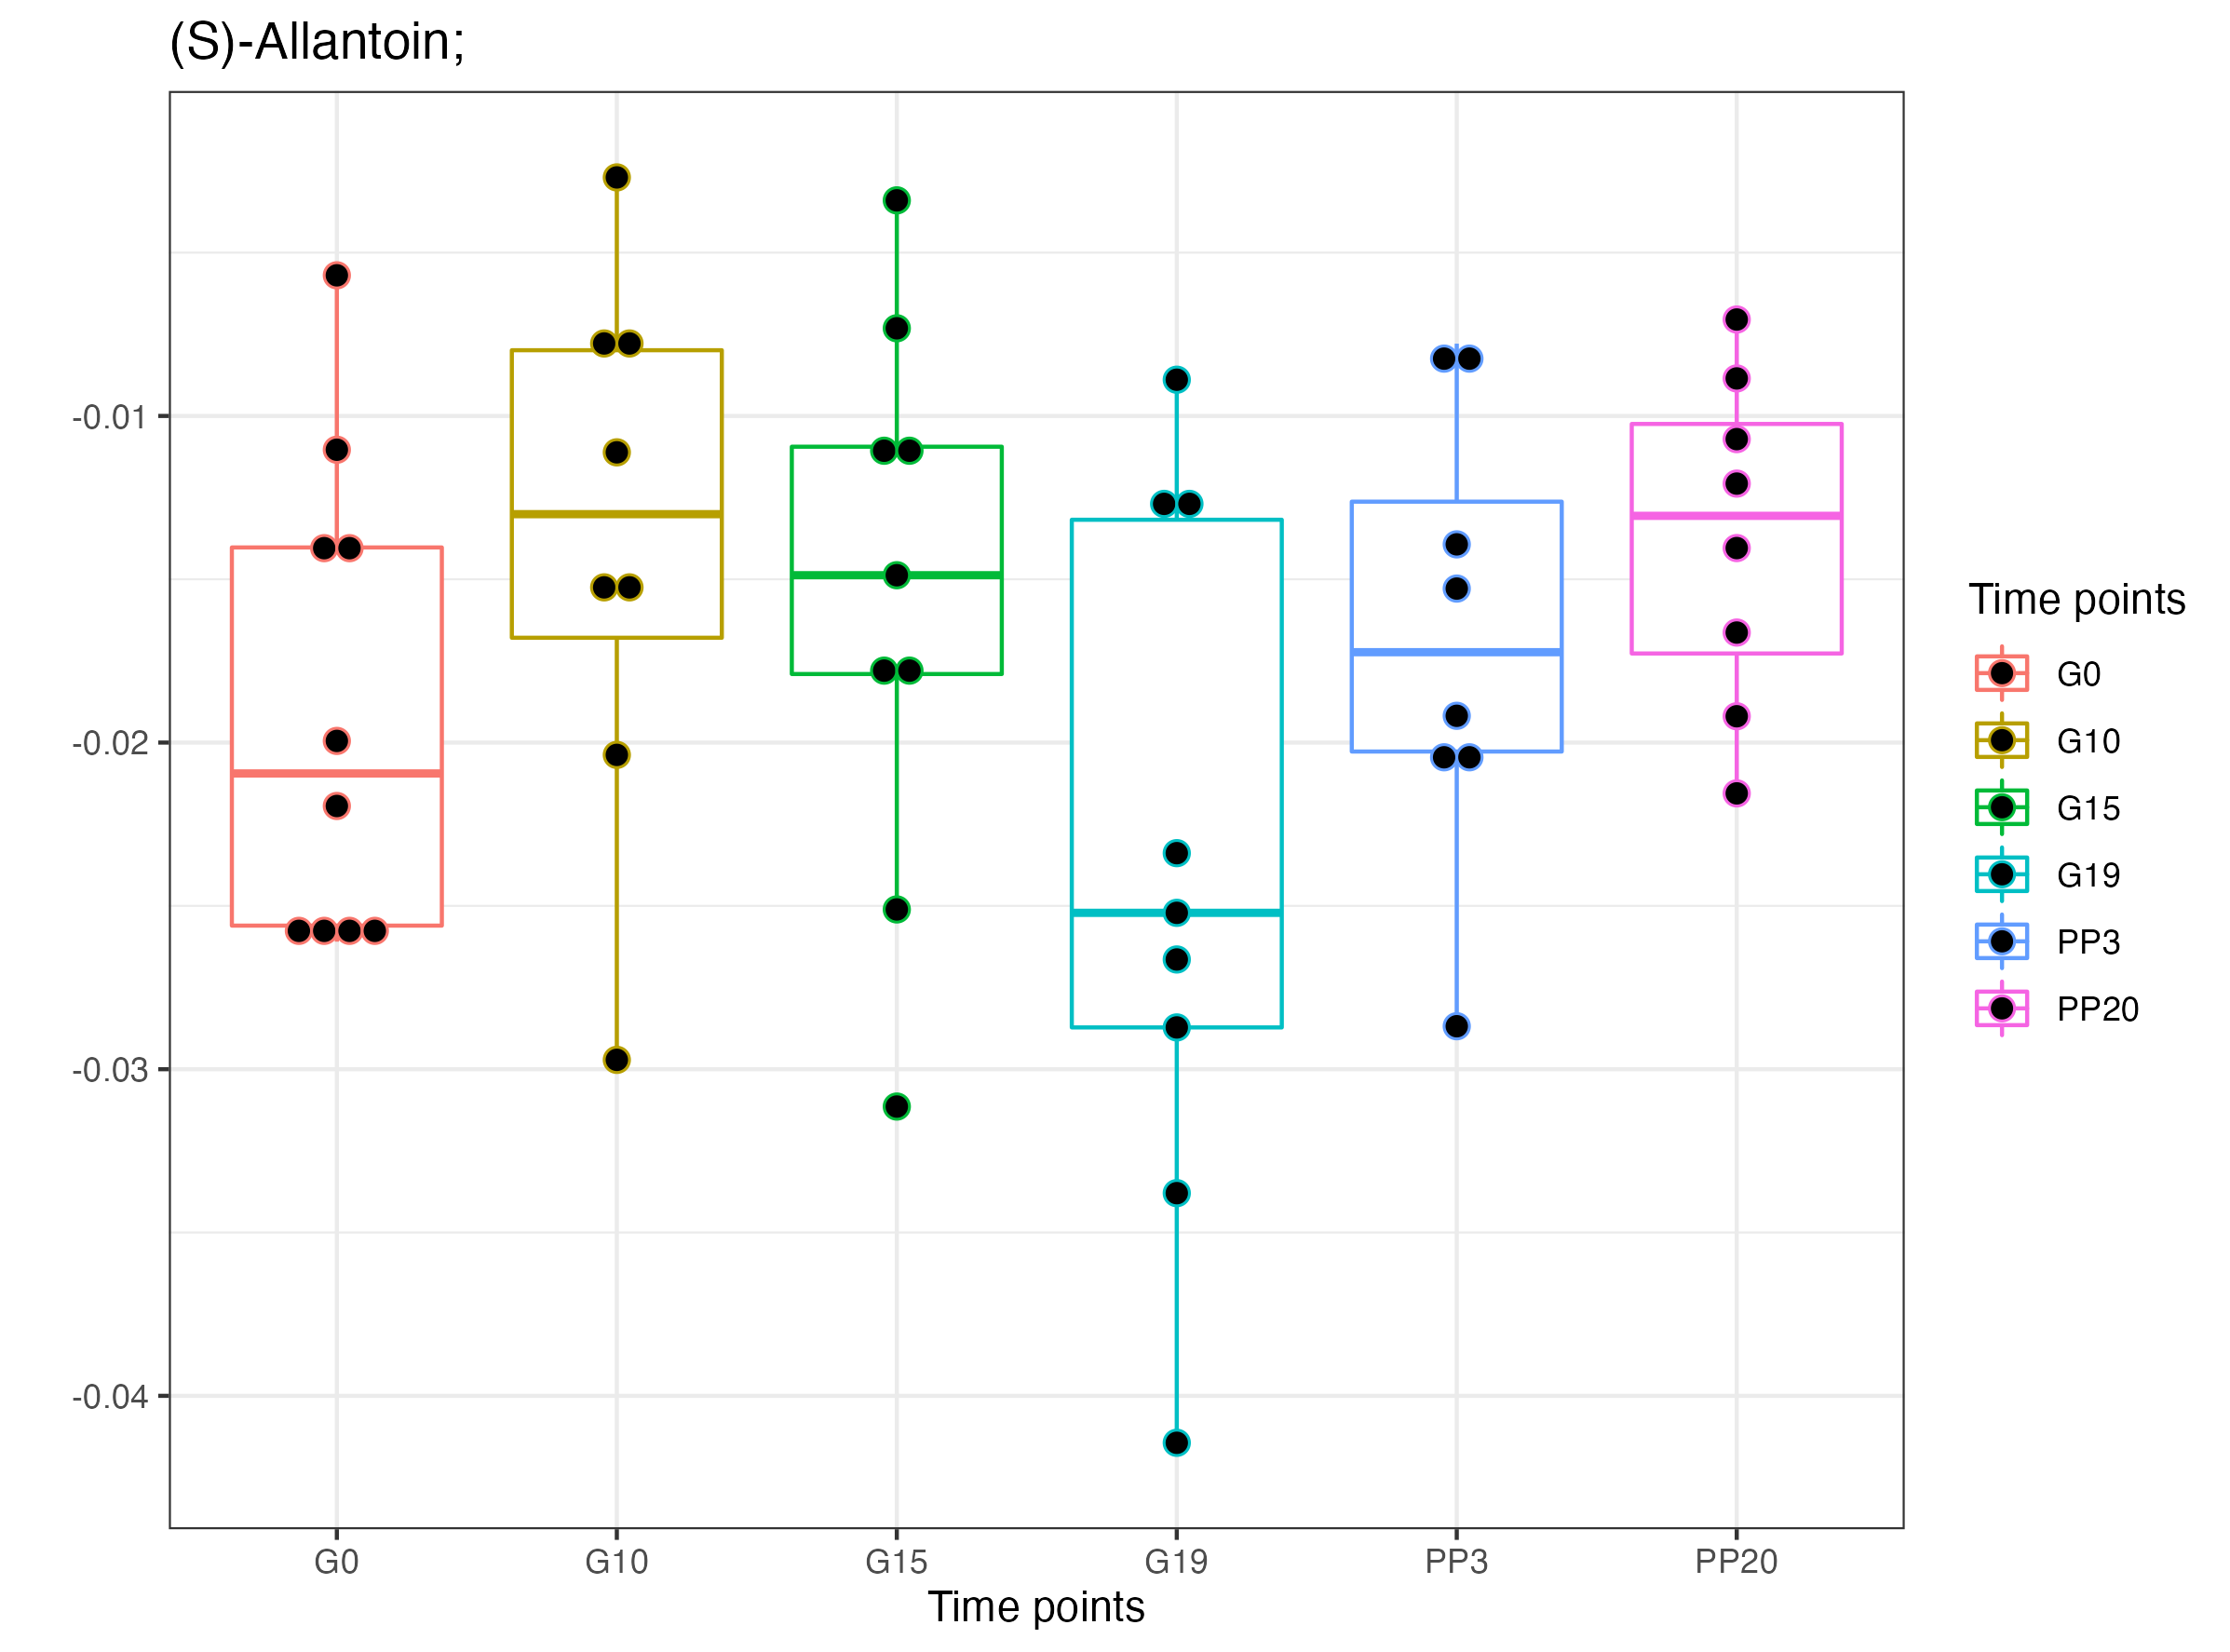 (S)-Allantoin;
-0.01
-0.02
-0.03
-0.04
G0
G10
G15
G19
PP3
PP20
Time points
Time points
G0
G10
G15
G19
PP3
PP20